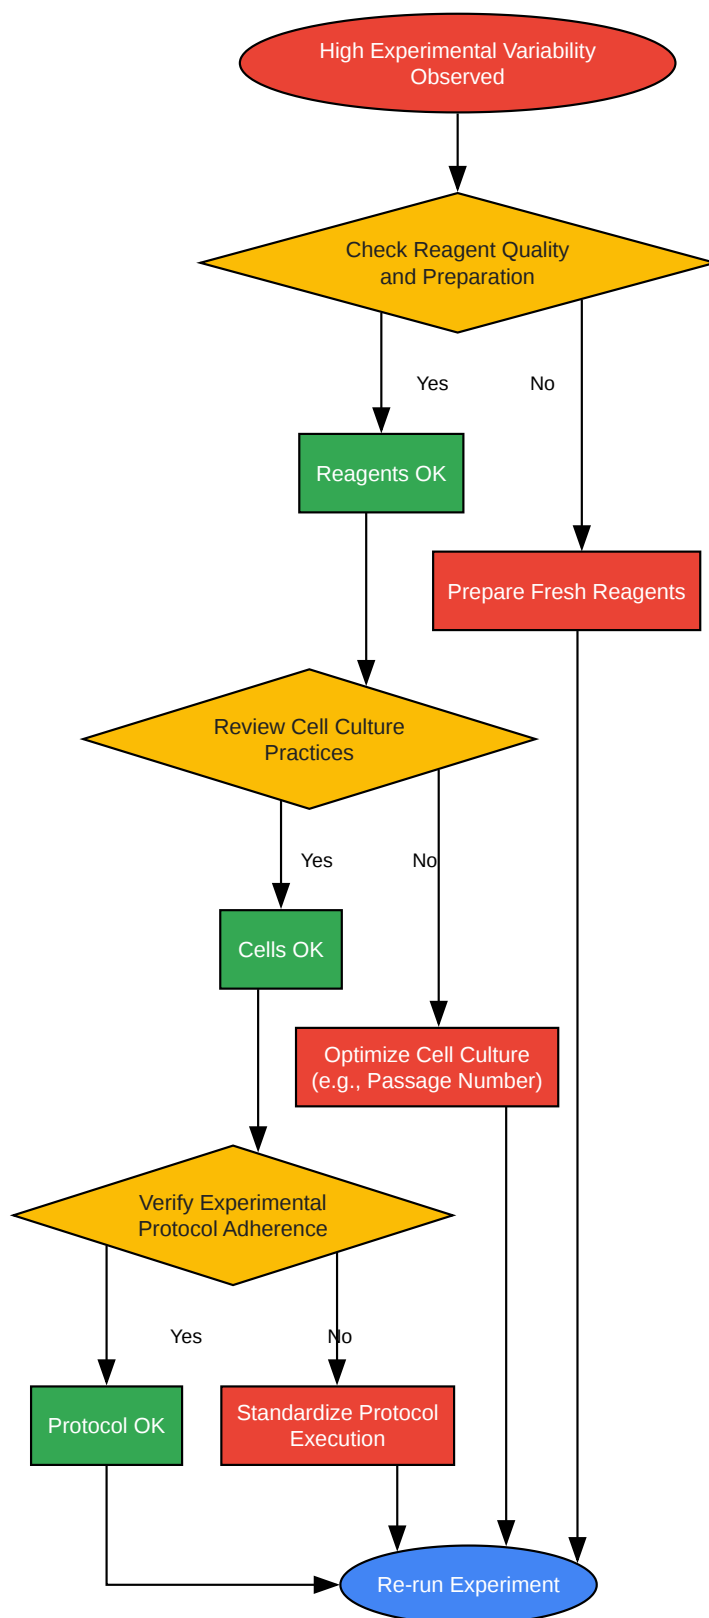 High Experimental Variability
Observed
Check Reagent Quality
and Preparation
Yes
No
Reagents OK
Prepare Fresh Reagents
Review Cell Culture
Practices
Yes
No
Cells OK
Optimize Cell Culture
(e.g., Passage Number)
Verify Experimental
Protocol Adherence
Yes
No
Protocol OK
Standardize Protocol
Execution
Re-run Experiment